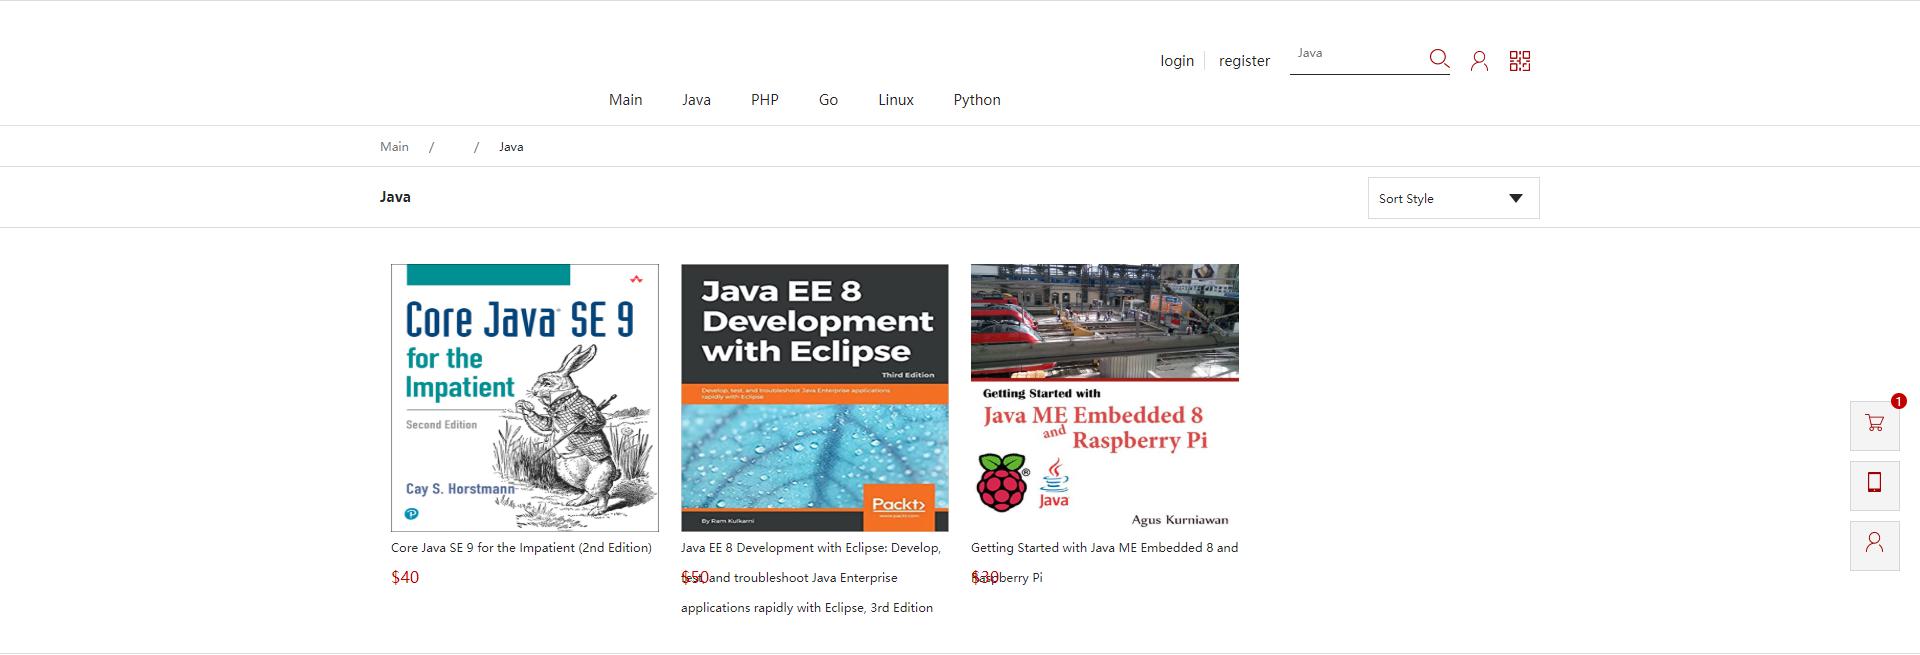 login
register
Java
Main
Java
PHP
Go
Linux
Python
Main / / Java
Java
Sort Style
Core Java SE 9
for the
Impatient
Second Edition
Cay S. Horstmann
Core Java SE 9 for the Impatient (2nd Edition)
$40
Java EE 8
Development
with Eclipse
Third Edition
Develop, test, and troubleshoot Java Enterprise applications
rapidly with Eclipse
Packt>
www.packt.com
By Ram Kulkarni
Java EE 8 Development with Eclipse: Develop,
test, and troubleshoot Java Enterprise
applications rapidly with Eclipse, 3rd Edition
$50
Getting Started with
Java ME Embedded 8
and Raspberry Pi
Java
Agus Kurniawan
Getting Started with Java ME Embedded 8 and
Raspberry Pi
$30
1